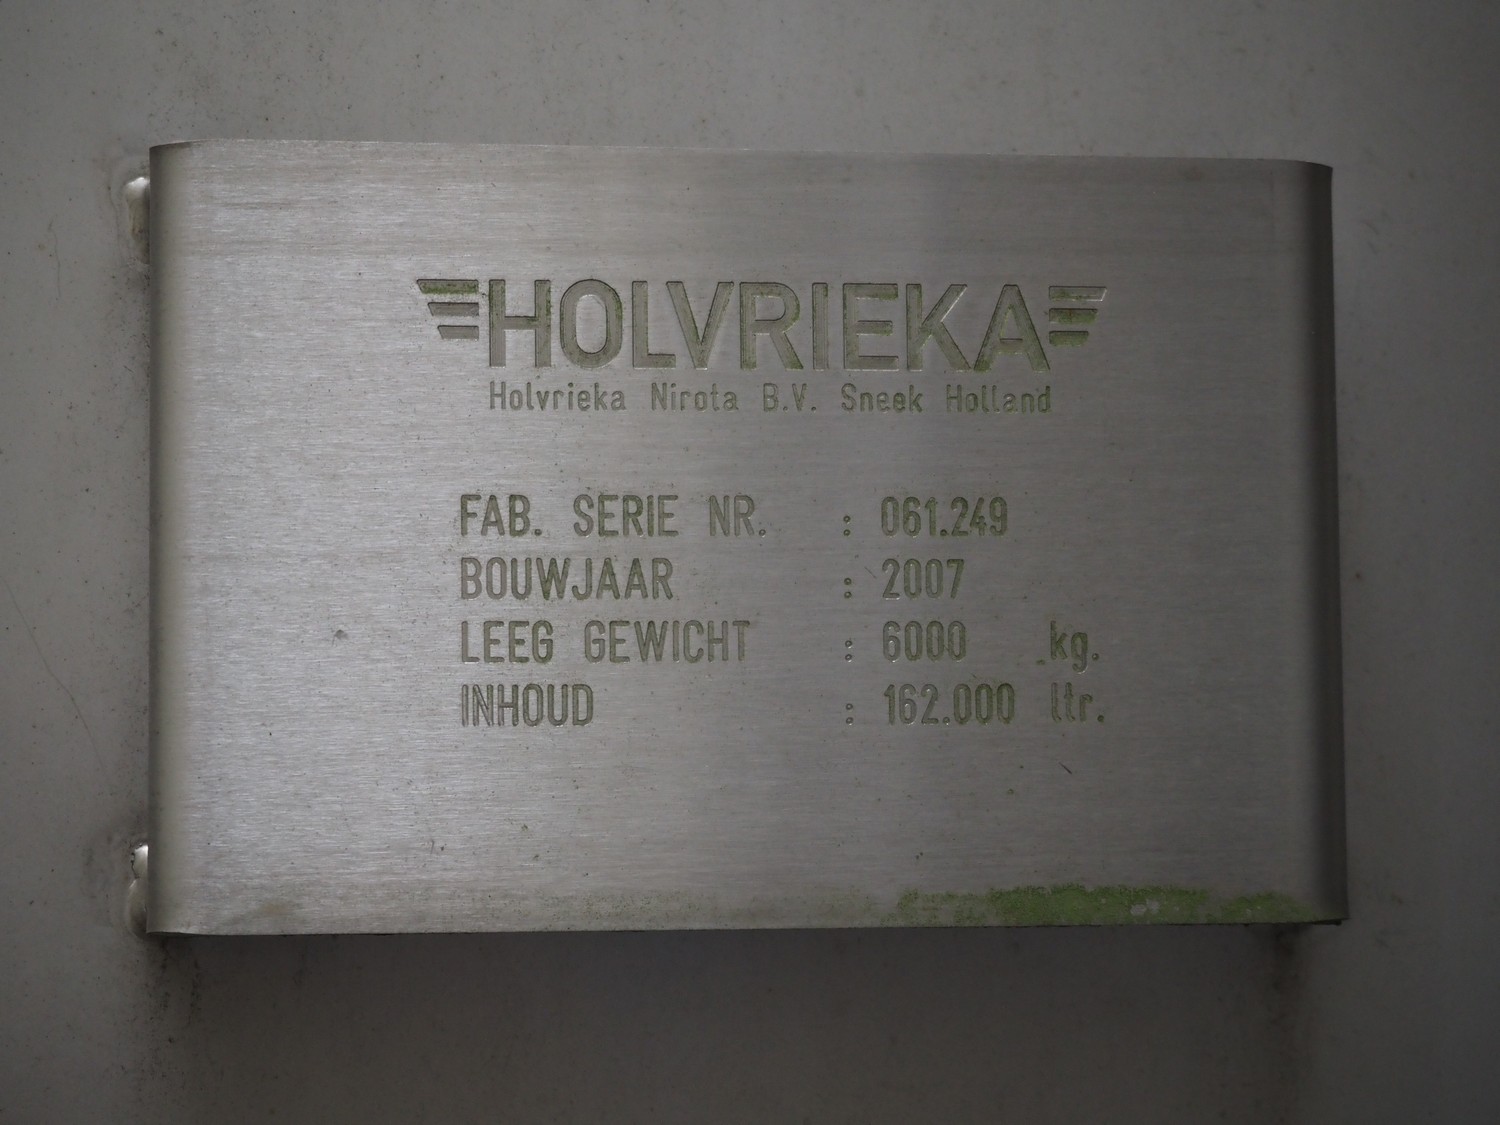 HOLVRIEKA
Holvrieka Nirota B.V. Sneek Holland
FAB. SERIE NR. : 061.249
BOUWJAAR : 2007
LEEG GEWICHT : 6000 kg.
INHOUD : 162.000 ltr.